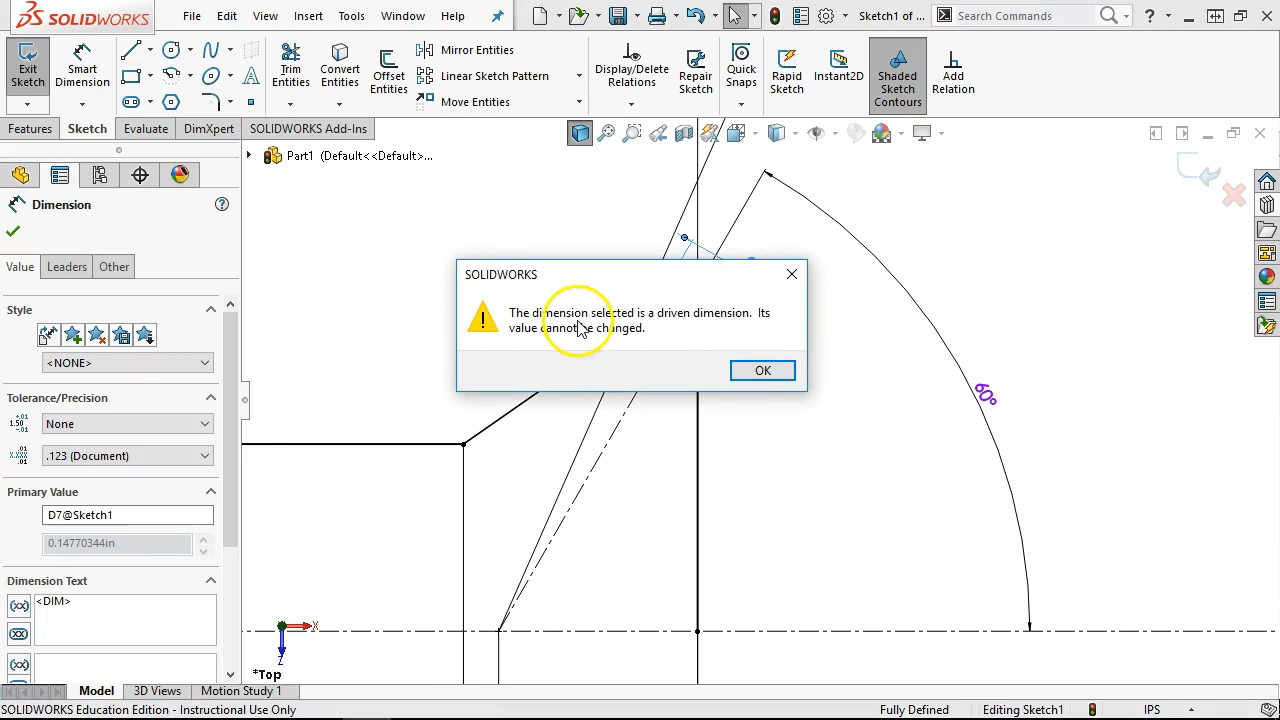 SOLIDWORKS
File Edit View Insert Tools Window Help
Sketch1 of ...
Search Commands
?
Exit Sketch
Smart Dimension
Trim Entities
Convert Entities
Offset Entities
Mirror Entities
Linear Sketch Pattern
Move Entities
Display/Delete Relations
Repair Sketch
Quick Snaps
Rapid Sketch
Instant2D
Shaded Sketch Contours
Add Relation
Features Sketch Evaluate DimXpert SOLIDWORKS Add-Ins
Part1 (Default<<Default>...
Dimension
Value Leaders Other
Style
<NONE>
Tolerance/Precision
None
.123 (Document)
Primary Value
D7@Sketch1
0.14770344in
Dimension Text
<DIM>
SOLIDWORKS
The dimension selected is a driven dimension. Its
value cannot be changed.
OK
60°
X
Z
*Top
Model 3D Views Motion Study 1
SOLIDWORKS Education Edition - Instructional Use Only
Fully Defined Editing Sketch1 IPS